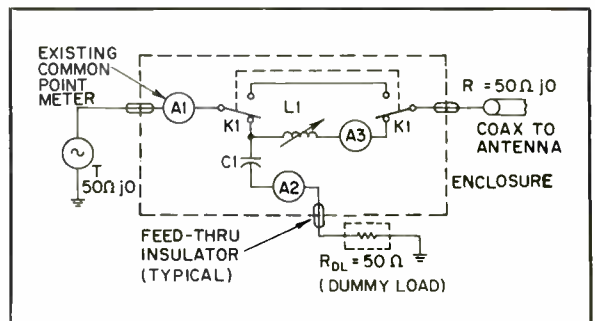 EXISTING
COMMON
POINT
METER
A1
K1
L1
A3
K1
R = 50Ω j0
COAX TO
ANTENNA
T
50Ω j0
C1
A2
ENCLOSURE
FEED-THRU
INSULATOR
(TYPICAL)
RDL = 50 Ω
(DUMMY LOAD)